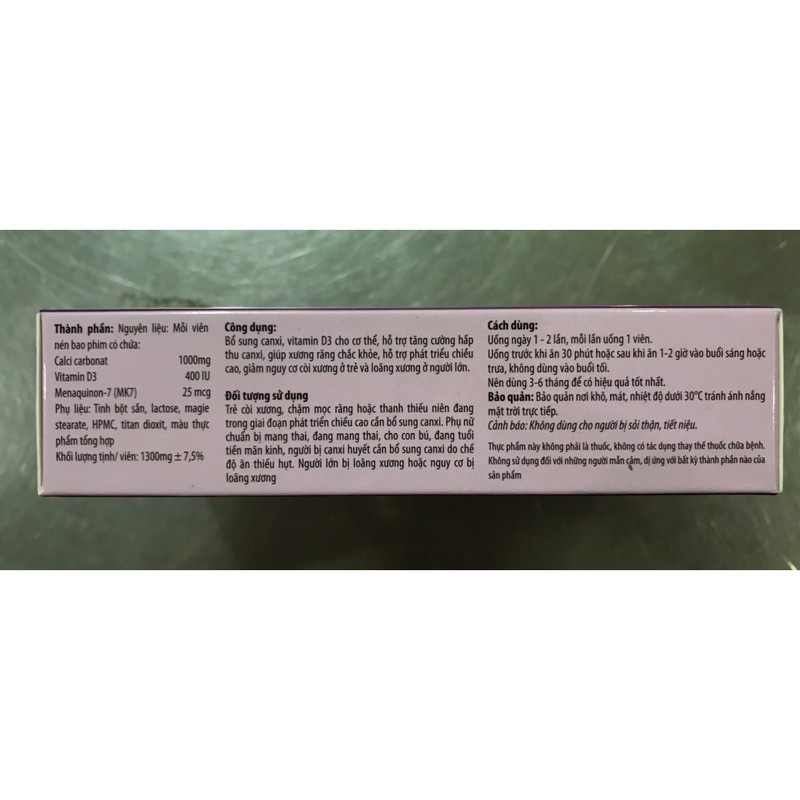 Thành phần: Nguyên liệu: Mỗi viên
nén bao phim có chứa:
Calci carbonat 1000mg
Vitamin D3 400 IU
Menaquinon-7 (MK7) 25 mcg
Phụ liệu: Tinh bột sắn, lactose, magie
stearate, HPMC, titan dioxit, màu thực
phẩm tổng hợp
Khối lượng tịnh/ viên: 1300mg ± 7,5%
Công dụng:
Bổ sung canxi, vitamin D3 cho cơ thể, hỗ trợ tăng cường hấp
thu canxi, giúp xương răng chắc khỏe, hỗ trợ phát triển chiều
cao, giảm nguy cơ còi xương ở trẻ và loãng xương ở người lớn.
Đối tượng sử dụng
Trẻ còi xương, chậm mọc răng hoặc thanh thiếu niên đang
trong giai đoạn phát triển chiều cao cần bổ sung canxi. Phụ nữ
chuẩn bị mang thai, đang mang thai, cho con bú, đang tuổi
tiền mãn kinh, người bị canxi huyết cần bổ sung canxi do chế
độ ăn thiếu hụt. Người lớn bị loãng xương hoặc nguy cơ bị
loãng xương
Cách dùng:
Uống ngày 1 - 2 lần, mỗi lần uống 1 viên.
Uống trước khi ăn 30 phút hoặc sau khi ăn 1-2 giờ vào buổi sáng hoặc
trưa, không dùng vào buổi tối.
Nên dùng 3-6 tháng để có hiệu quả tốt nhất.
Bảo quản: Bảo quản nơi khô, mát, nhiệt độ dưới 30°C tránh ánh nắng
mặt trời trực tiếp.
Cảnh báo: Không dùng cho người bị sỏi thận, tiết niệu.
Thực phẩm này không phải là thuốc, không có tác dụng thay thế thuốc chữa bệnh.
Không sử dụng đối với những người mẫn cảm, dị ứng với bất kỳ thành phần nào của
sản phẩm